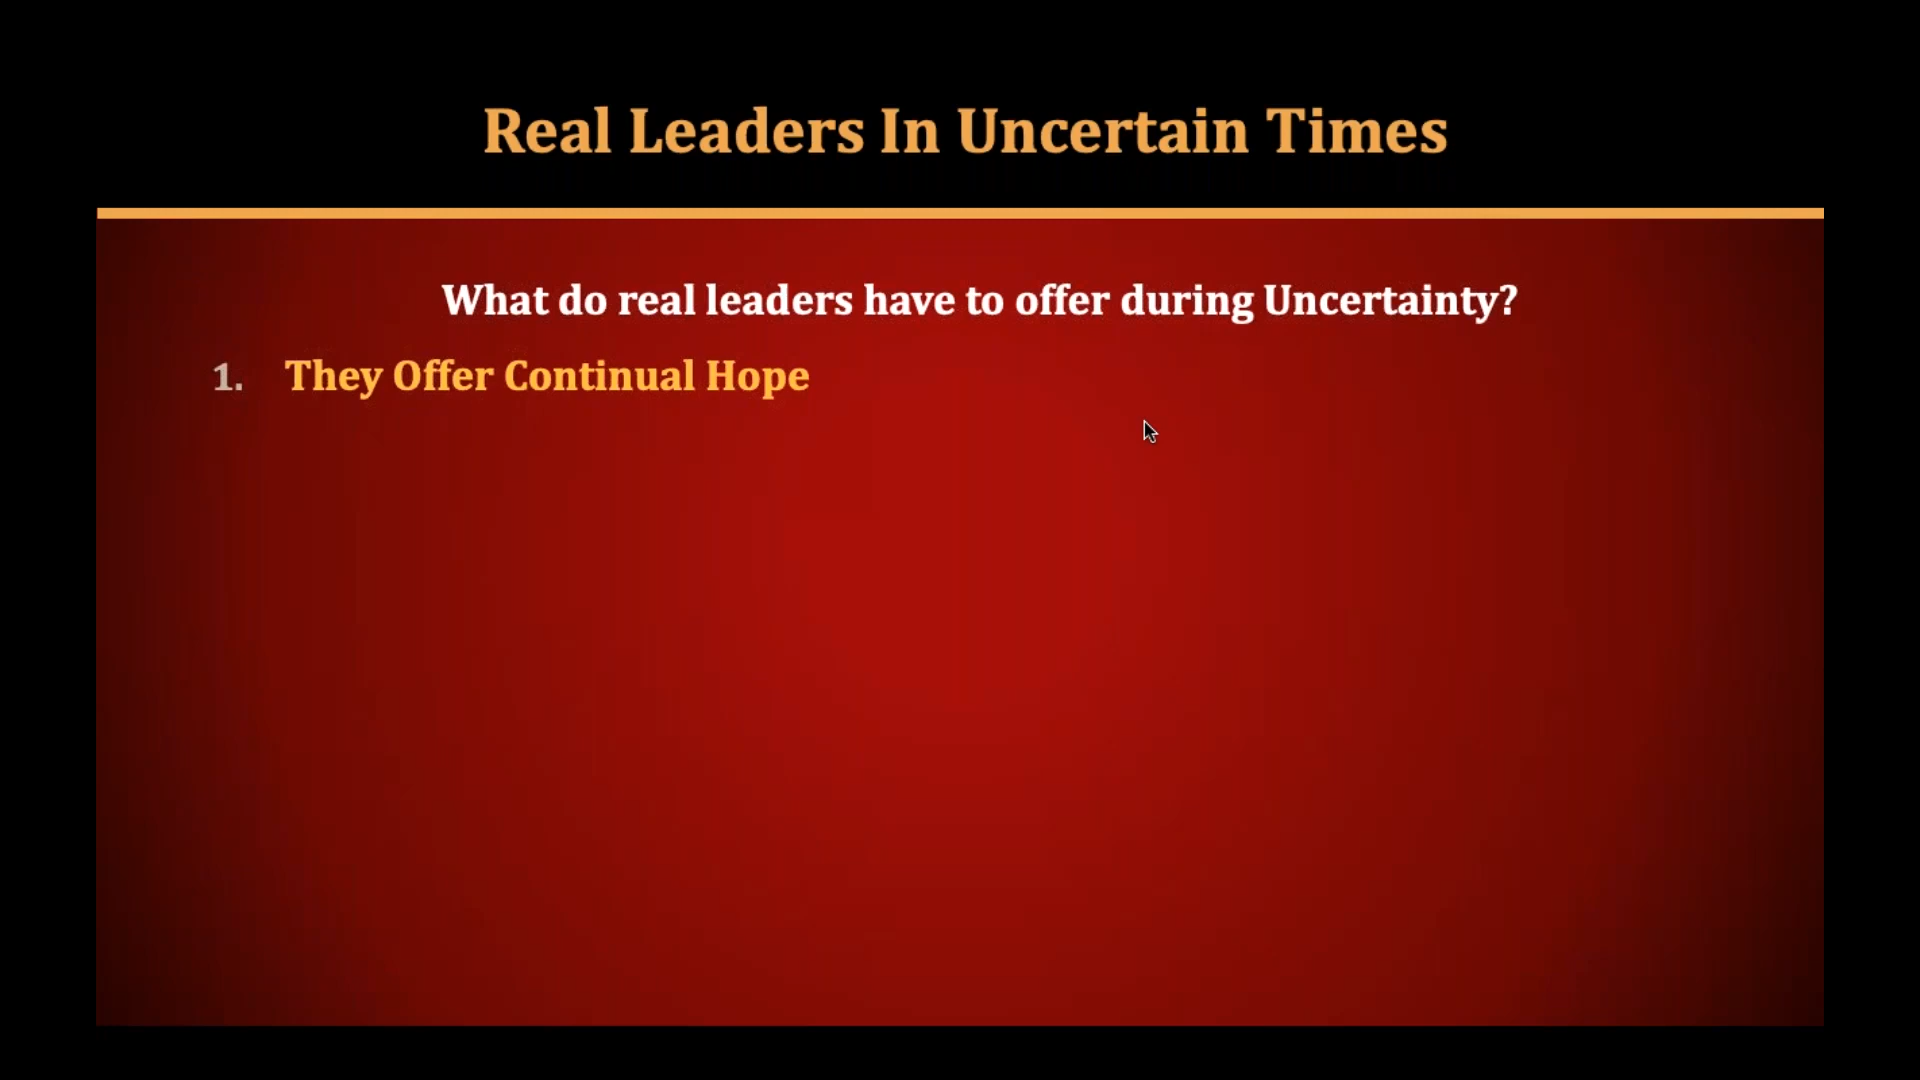 Real Leaders In Uncertain Times
What do real leaders have to offer during Uncertainty?
1. They Offer Continual Hope